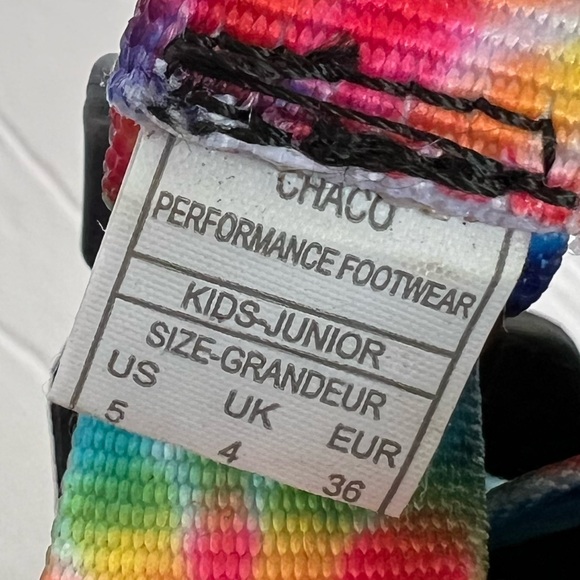 CHACO
PERFORMANCE FOOTWEAR
KIDS-JUNIOR
SIZE-GRANDEUR
US UK EUR
5 4 36